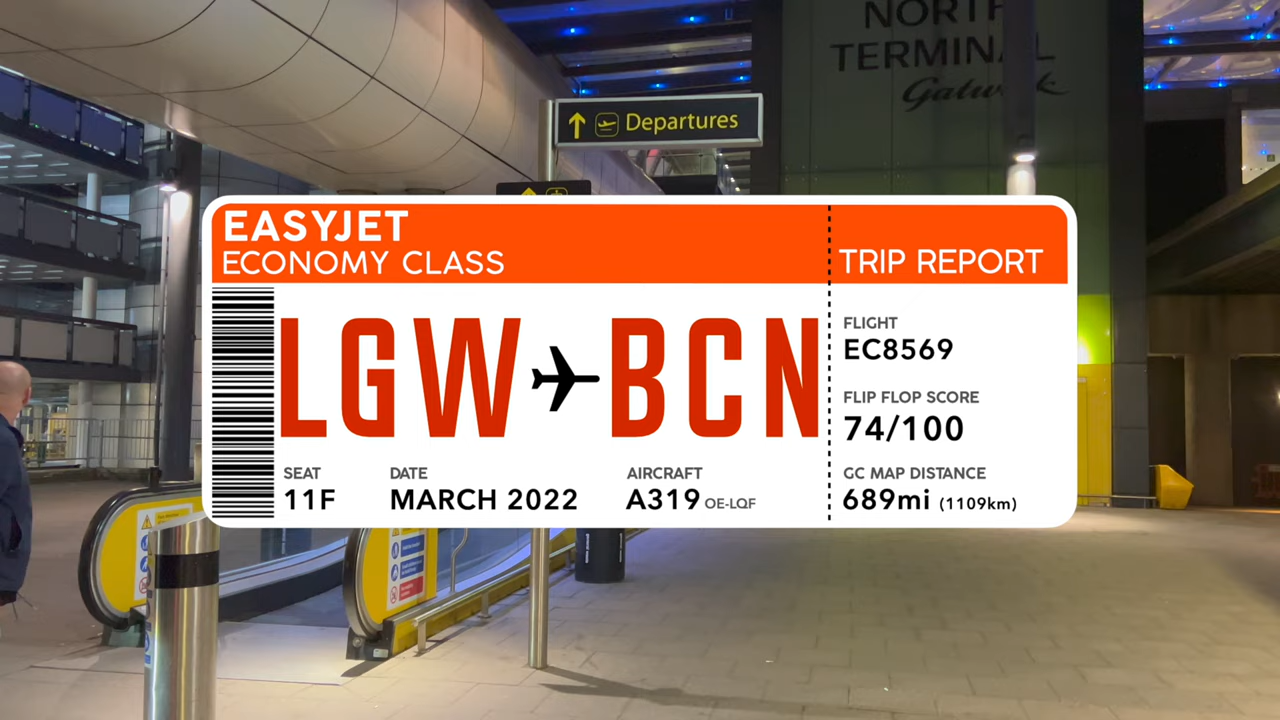 NORTH
TERMINAL
Gatwick
Departures
EASYJET
ECONOMY CLASS
TRIP REPORT
LGW
BCN
FLIGHT
EC8569
FLIP FLOP SCORE
74/100
SEAT
11F
DATE
MARCH 2022
AIRCRAFT
A319 OE-LQF
GC MAP DISTANCE
689mi (1109km)